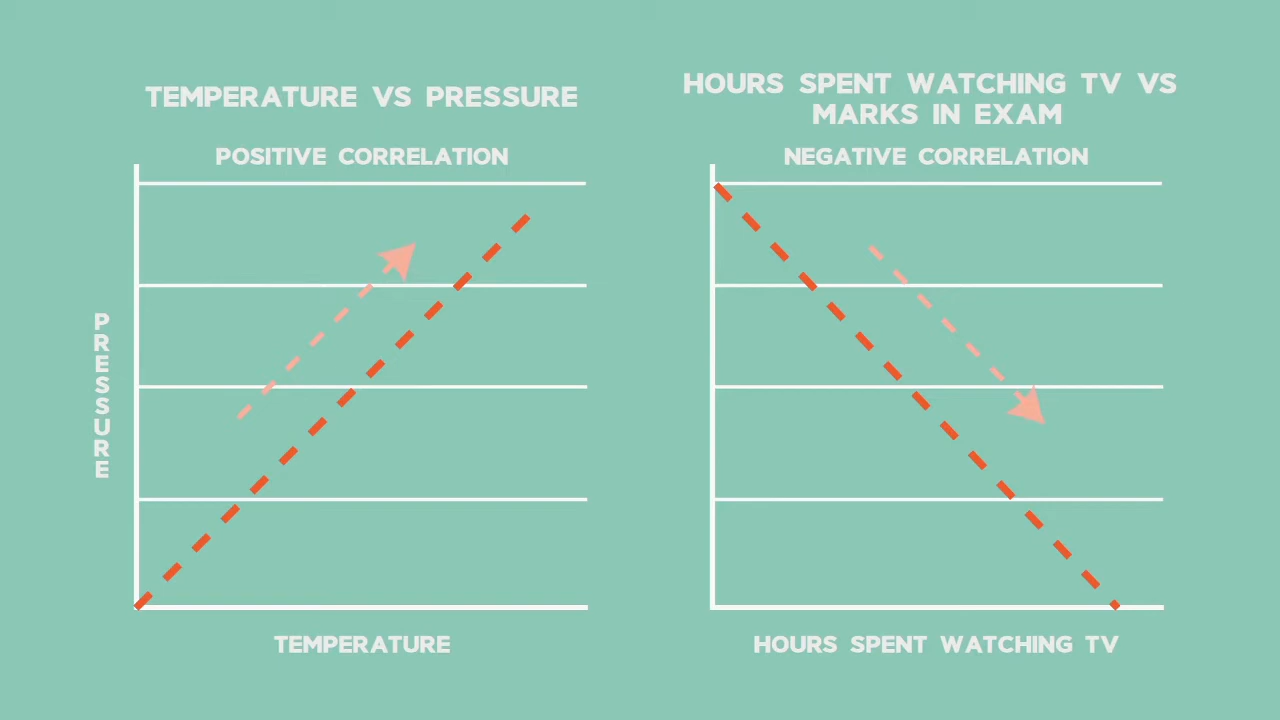 TEMPERATURE VS PRESSURE
POSITIVE CORRELATION
PRESSURE
TEMPERATURE
HOURS SPENT WATCHING TV VS
MARKS IN EXAM
NEGATIVE CORRELATION
HOURS SPENT WATCHING TV